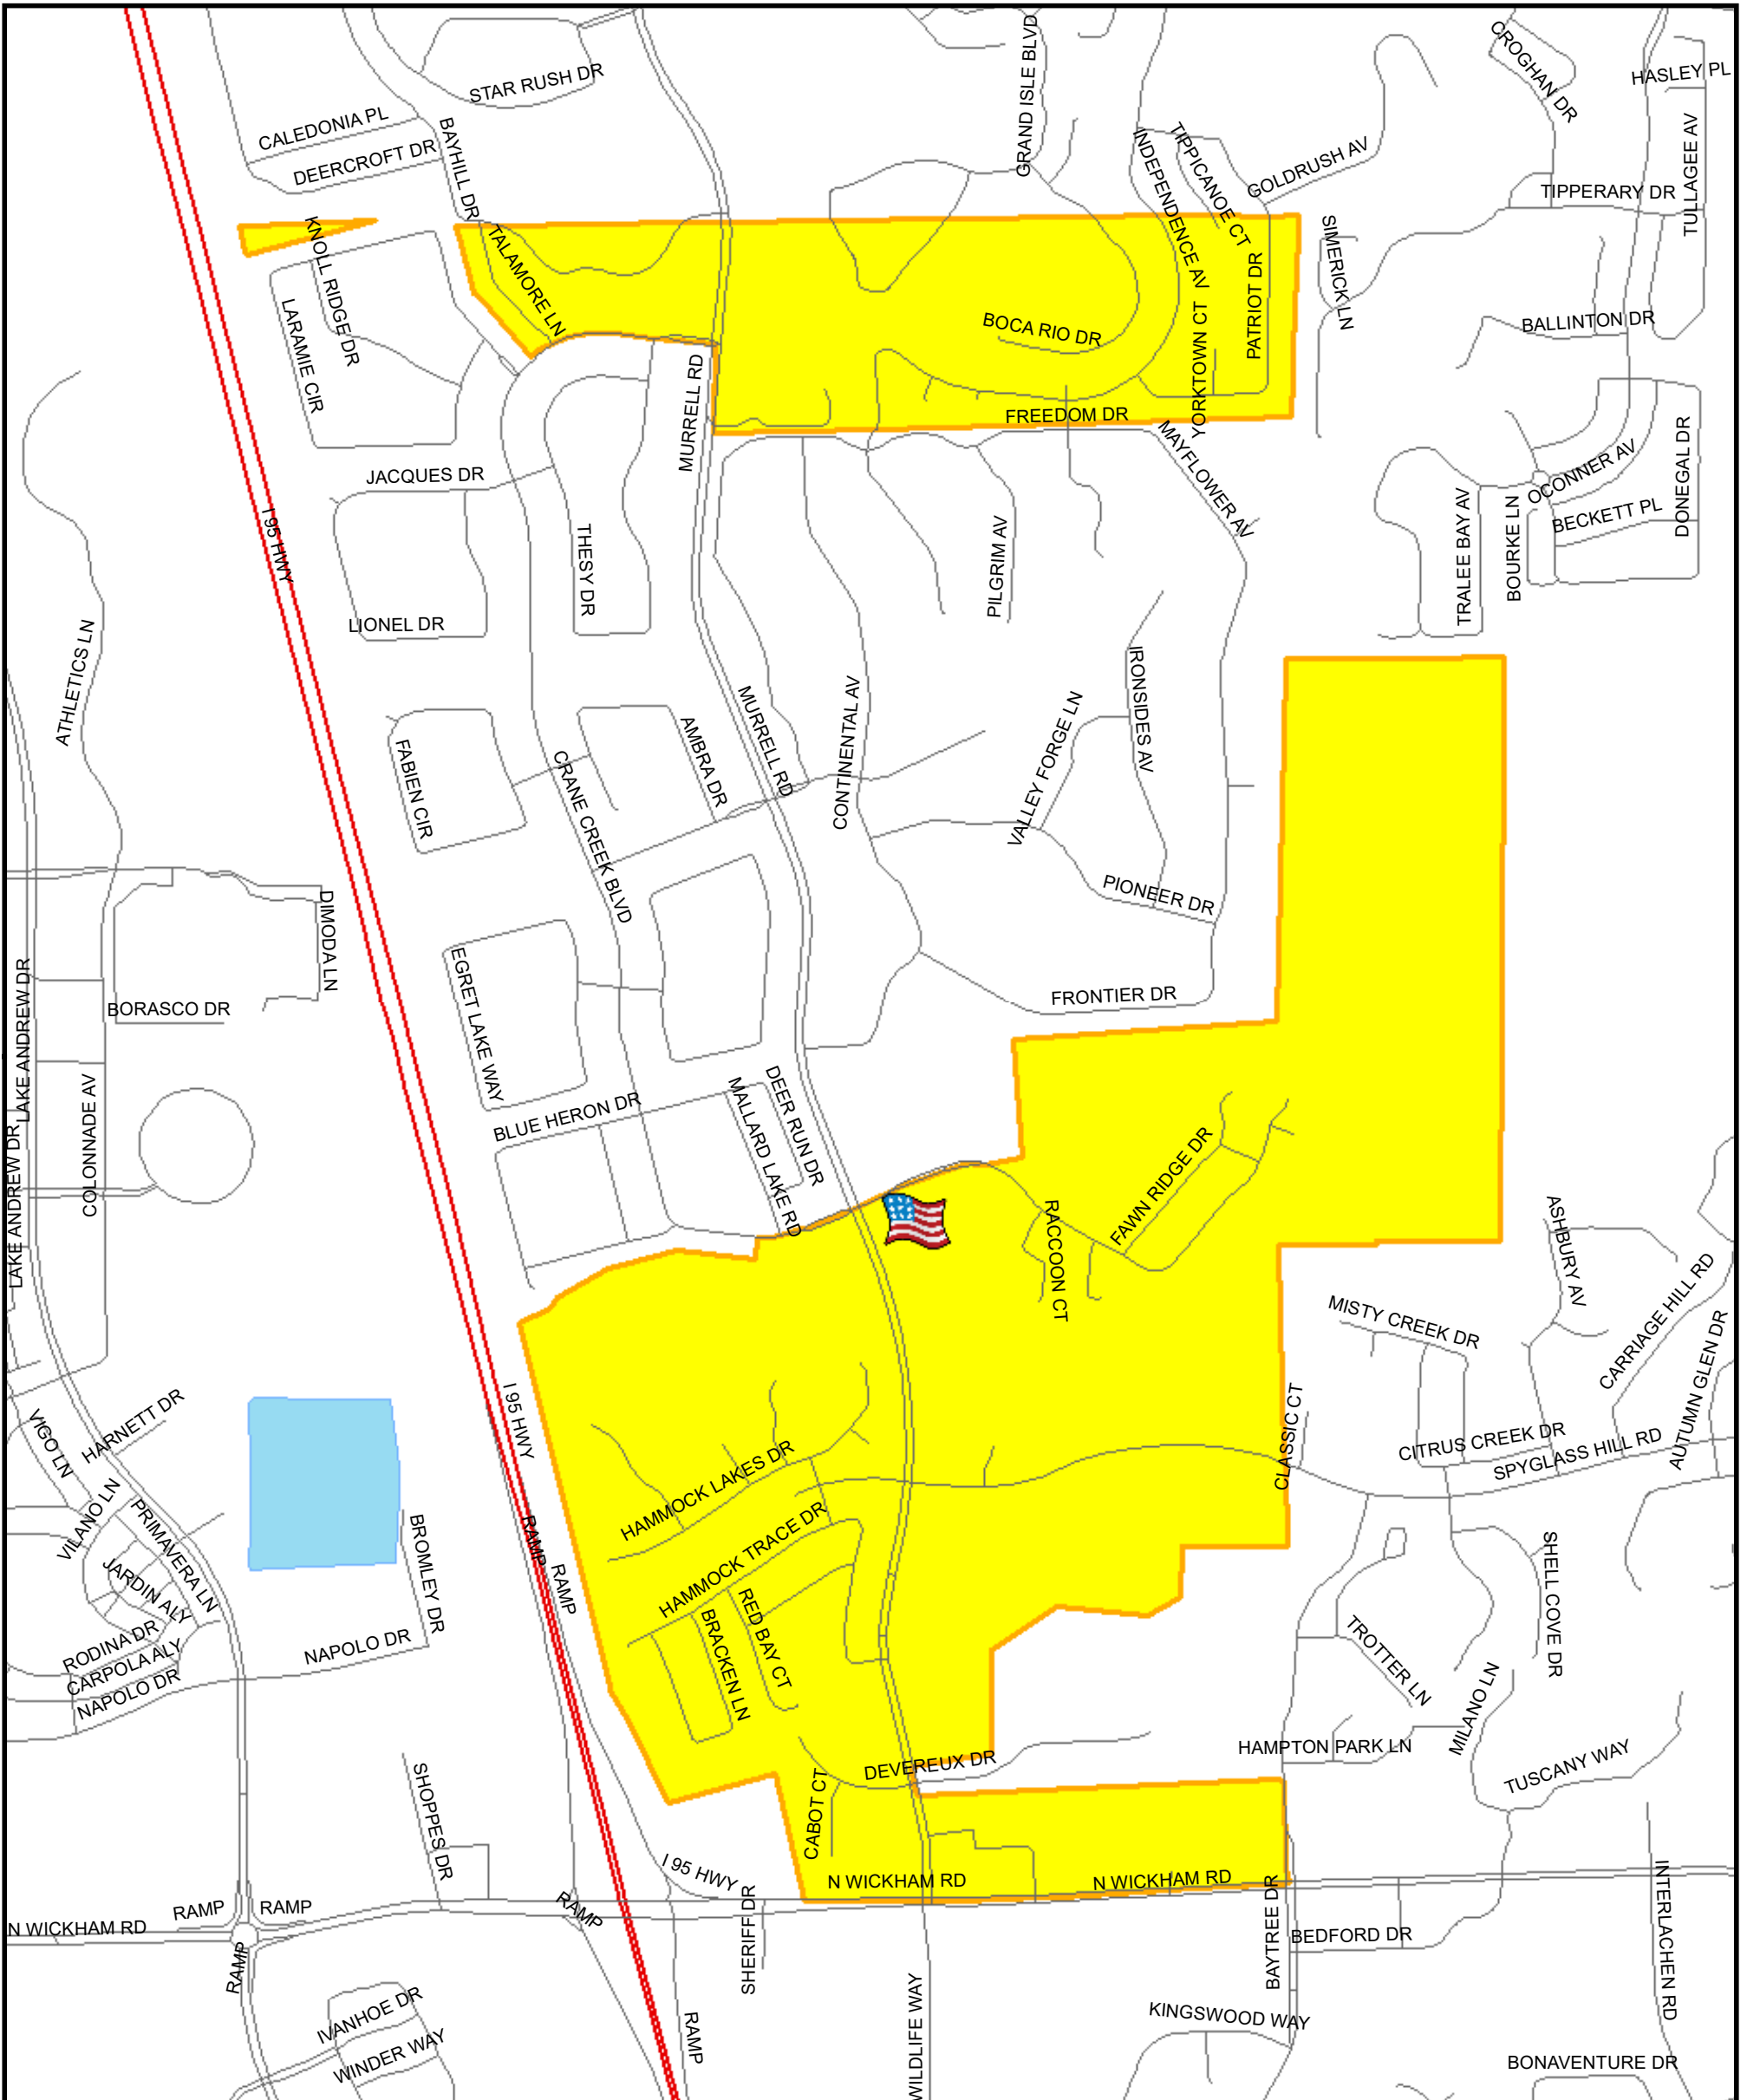 STAR RUSH DR
GRAND ISLE BLVD
CROGHAN DR
HASLEY PL
CALEDONIA PL
BAYHILL DR
DEERCROFT DR
INDEPENDENCE AV
TIPPICANOE CT
GOLDRUSH AV
TULLAGEE AV
TIPPERARY DR
KNOLL RIDGE DR
TALAMORE LN
SIMERICK LN
LARAMIE CIR
PATRIOT DR
BOCA RIO DR
YORKTOWN CT
BALLINTON DR
MURRELL RD
FREEDOM DR
MAYFLOWER AV
JACQUES DR
OCONNER AV
DONEGAL DR
I 95 HWY
THESY DR
PILGRIM AV
TRALEE BAY AV
BOURKE LN
BECKETT PL
LIONEL DR
ATHLETICS LN
IRONSIDES AV
MURRELL RD
CONTINENTAL AV
VALLEY FORGE LN
AMBRA DR
FABIEN CIR
CRANE CREEK BLVD
PIONEER DR
DIMODA LN
EGRET LAKE WAY
FRONTIER DR
BORASCO DR
LAKE ANDREW DR
COLONNADE AV
DEER RUN DR
MALLARD LAKE RD
BLUE HERON DR
LAKE ANDREW DR
FAWN RIDGE DR
RACCOON CT
ASHBURY AV
CARRIAGE HILL RD
MISTY CREEK DR
AUTUMN GLEN DR
I 95 HWY
CLASSIC CT
HARNETT DR
VIGO LN
CITRUS CREEK DR
SPYGLASS HILL RD
HAMMOCK LAKES DR
VILANO LN
PRIMAVERA LN
BROMLEY DR
RAMP
RAMP
HAMMOCK TRACE DR
SHELL COVE DR
JARDIN ALY
RED BAY CT
BRACKEN LN
TROTTER LN
RODINA DR
CARPOLA ALY
NAPOLO DR
NAPOLO DR
MILANO LN
HAMPTON PARK LN
DEVEREUX DR
TUSCANY WAY
SHOPPES DR
CABOT CT
I 95 HWY
N WICKHAM RD
N WICKHAM RD
INTERLACHEN RD
RAMP
RAMP
RAMP
N WICKHAM RD
SHERIFF DR
BAYTREE DR
BEDFORD DR
RAMP
IVANHOE DR
WINDER WAY
RAMP
WILDLIFE WAY
KINGSWOOD WAY
BONAVENTURE DR